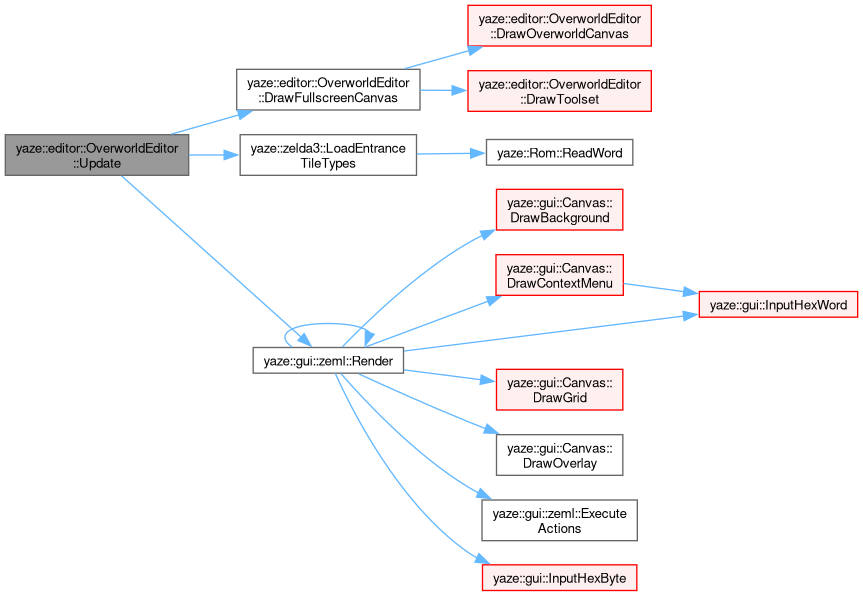 yaze::editor::OverworldEditor
::Update
yaze::editor::OverworldEditor
::DrawFullscreenCanvas
yaze::editor::OverworldEditor
::DrawOverworldCanvas
yaze::editor::OverworldEditor
::DrawToolset
yaze::zelda3::LoadEntrance
TileTypes
yaze::Rom::ReadWord
yaze::gui::zeml::Render
yaze::gui::Canvas::
DrawBackground
yaze::gui::Canvas::
DrawContextMenu
yaze::gui::InputHexWord
yaze::gui::Canvas::
DrawGrid
yaze::gui::Canvas::
DrawOverlay
yaze::gui::zeml::Execute
Actions
yaze::gui::InputHexByte